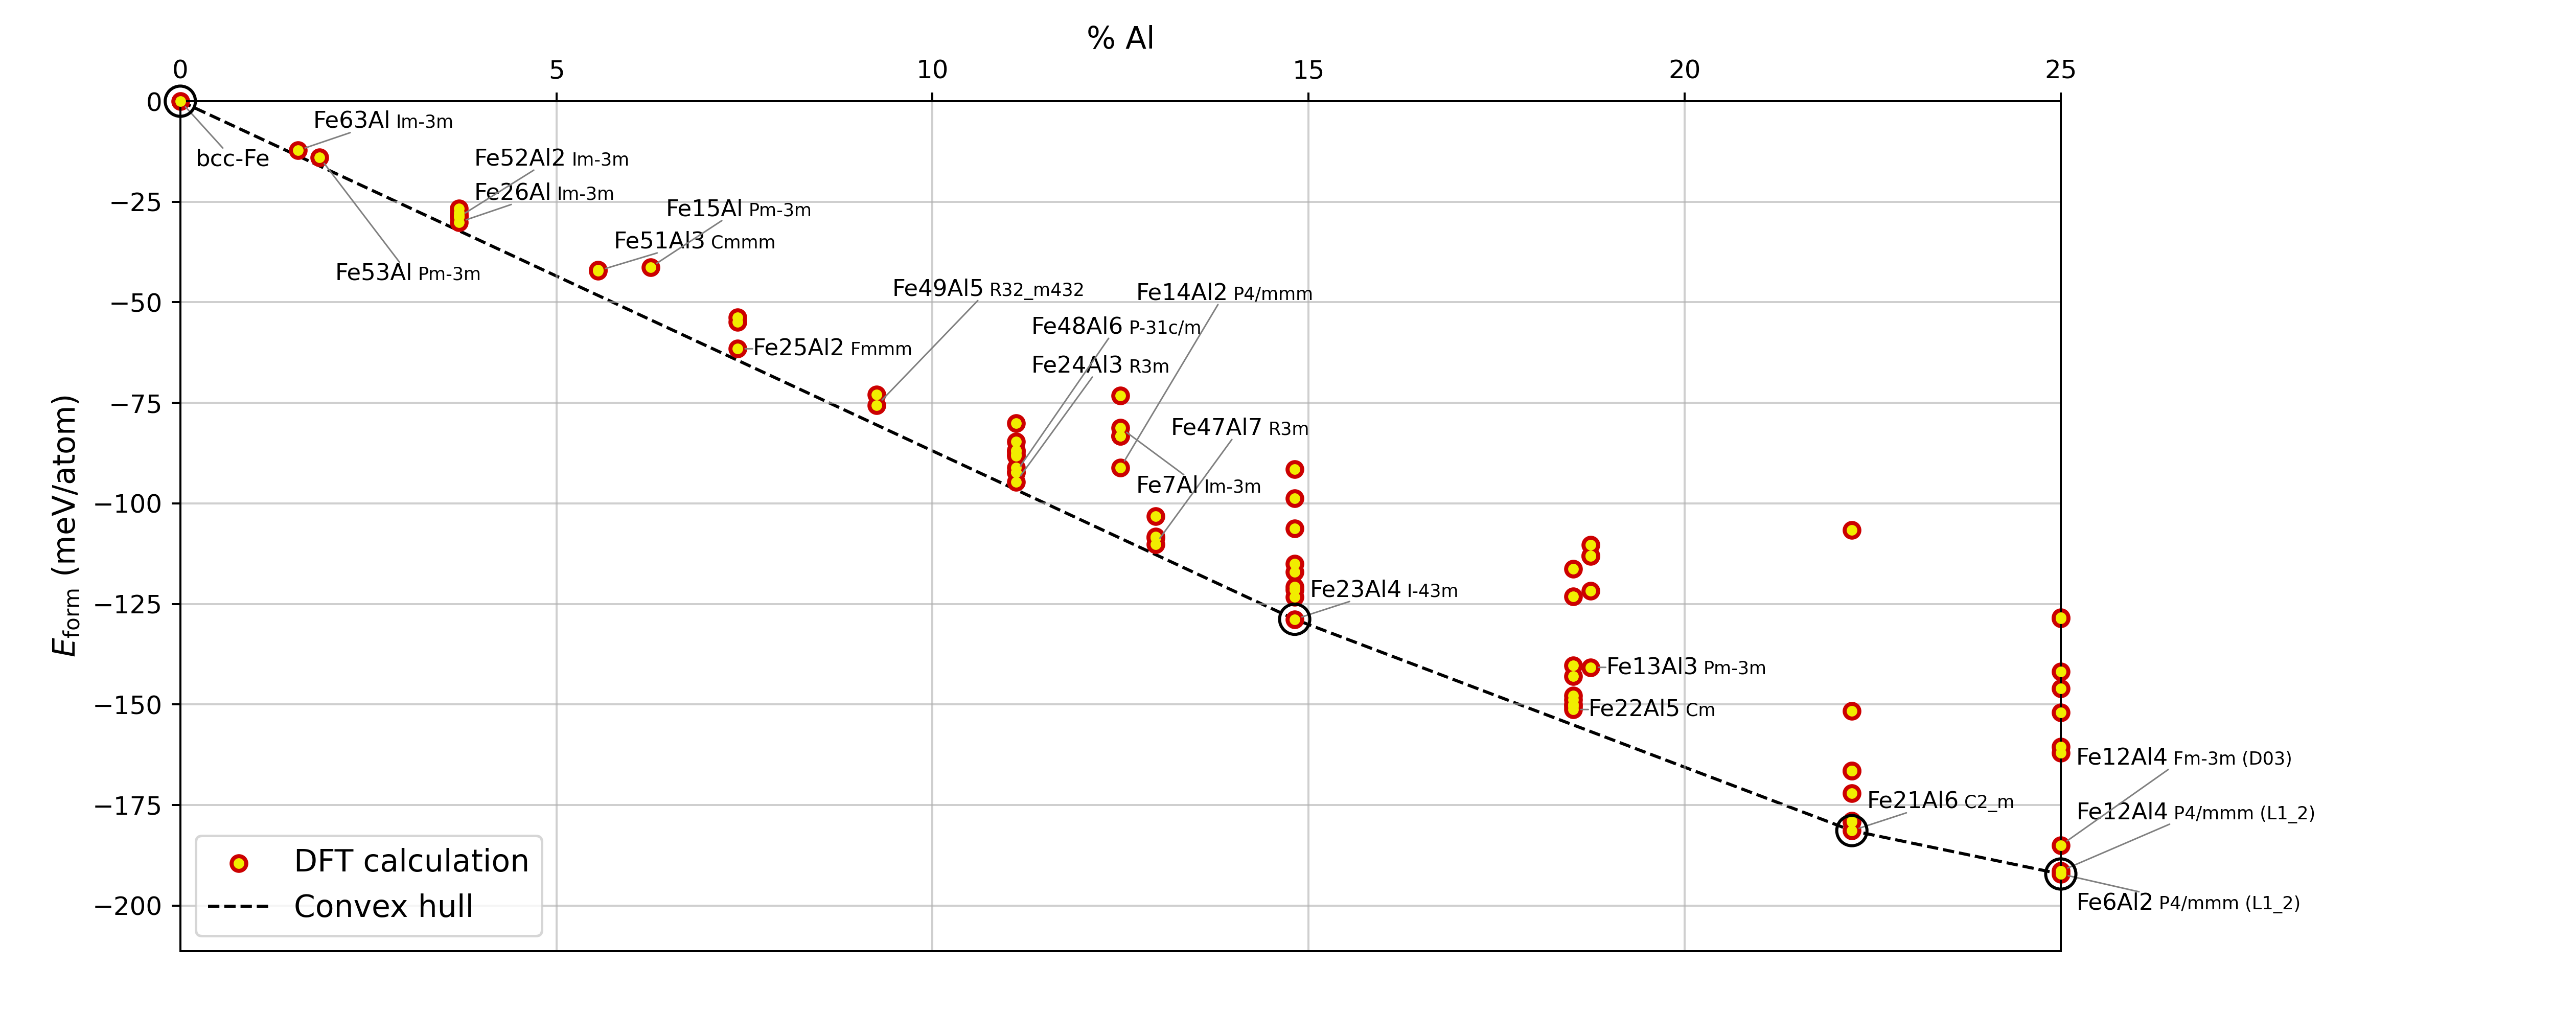 % Al
0 5 10 15 20 25
0
−25
−50
−75
−100
−125
−150
−175
−200
Eform (meV/atom)
bcc-Fe
Fe63Al Im-3m
Fe53Al Pm-3m
Fe52Al2 Im-3m
Fe26Al Im-3m
Fe15Al Pm-3m
Fe51Al3 Cmmm
Fe25Al2 Fmmm
Fe49Al5 R32_m432
Fe14Al2 P4/mmm
Fe48Al6 P-31c/m
Fe24Al3 R3m
Fe47Al7 R3m
Fe7Al Im-3m
Fe23Al4 I-43m
Fe13Al3 Pm-3m
Fe22Al5 Cm
Fe21Al6 C2_m
Fe12Al4 Fm-3m (D03)
Fe12Al4 P4/mmm (L1_2)
Fe6Al2 P4/mmm (L1_2)
DFT calculation
Convex hull